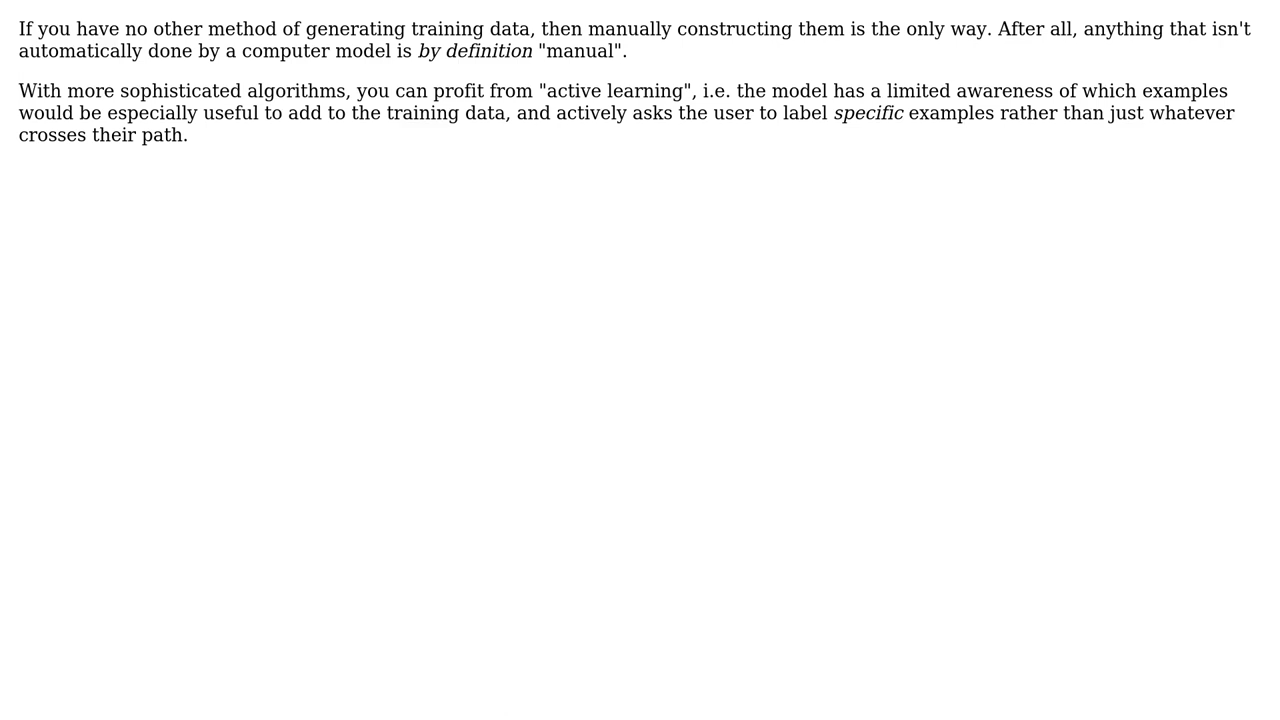 If you have no other method of generating training data, then manually constructing them is the only way. After all, anything that isn't
automatically done by a computer model is by definition "manual".
With more sophisticated algorithms, you can profit from "active learning", i.e. the model has a limited awareness of which examples
would be especially useful to add to the training data, and actively asks the user to label specific examples rather than just whatever
crosses their path.